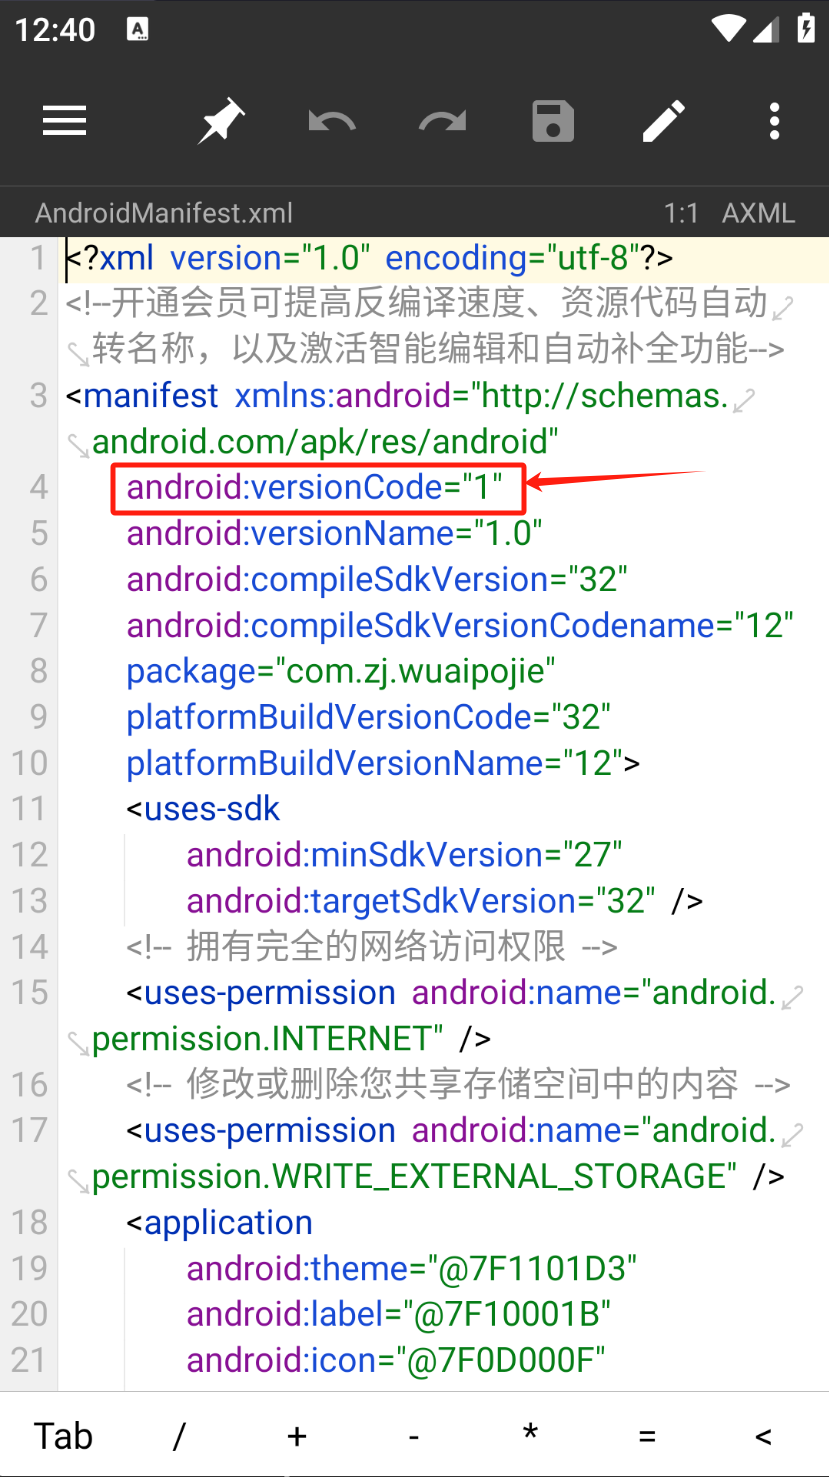 12:40 A
AndroidManifest.xml 1:1 AXML
1 <?xml version="1.0" encoding="utf-8"?>
2 <!--开通会员可提高反编译速度、资源代码自动
转名称，以及激活智能编辑和自动补全功能-->
3 <manifest xmlns:android="http://schemas.
android.com/apk/res/android"
4 android:versionCode="1"
5 android:versionName="1.0"
6 android:compileSdkVersion="32"
7 android:compileSdkVersionCodename="12"
8 package="com.zj.wuaipojie"
9 platformBuildVersionCode="32"
10 platformBuildVersionName="12">
11 <uses-sdk
12 android:minSdkVersion="27"
13 android:targetSdkVersion="32" />
14 <!-- 拥有完全的网络访问权限 -->
15 <uses-permission android:name="android.
permission.INTERNET" />
16 <!-- 修改或删除您共享存储空间中的内容 -->
17 <uses-permission android:name="android.
permission.WRITE_EXTERNAL_STORAGE" />
18 <application
19 android:theme="@7F1101D3"
20 android:label="@7F10001B"
21 android:icon="@7F0D000F"
Tab / + - * = <